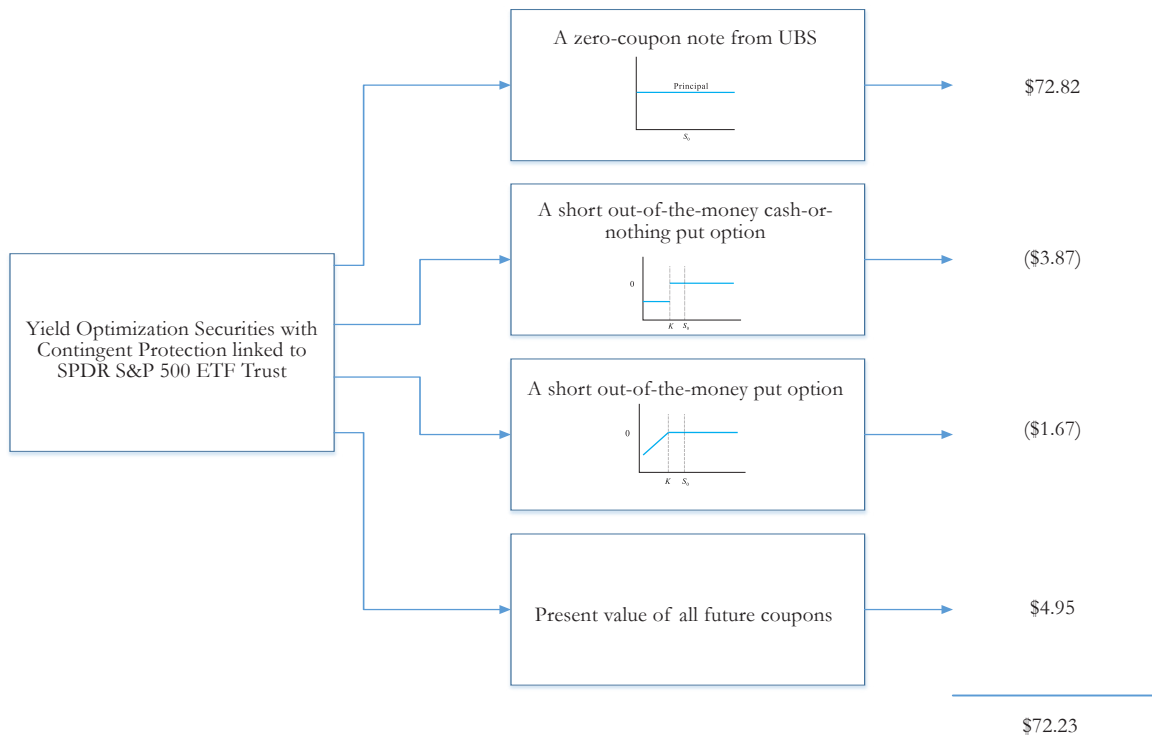 A zero-coupon note from UBS
Principal
S₀
$72.82
A short out-of-the-money cash-or-
nothing put option
0
K S₀
($3.87)
Yield Optimization Securities with
Contingent Protection linked to
SPDR S&P 500 ETF Trust
A short out-of-the-money put option
0
K S₀
($1.67)
Present value of all future coupons
$4.95
$72.23